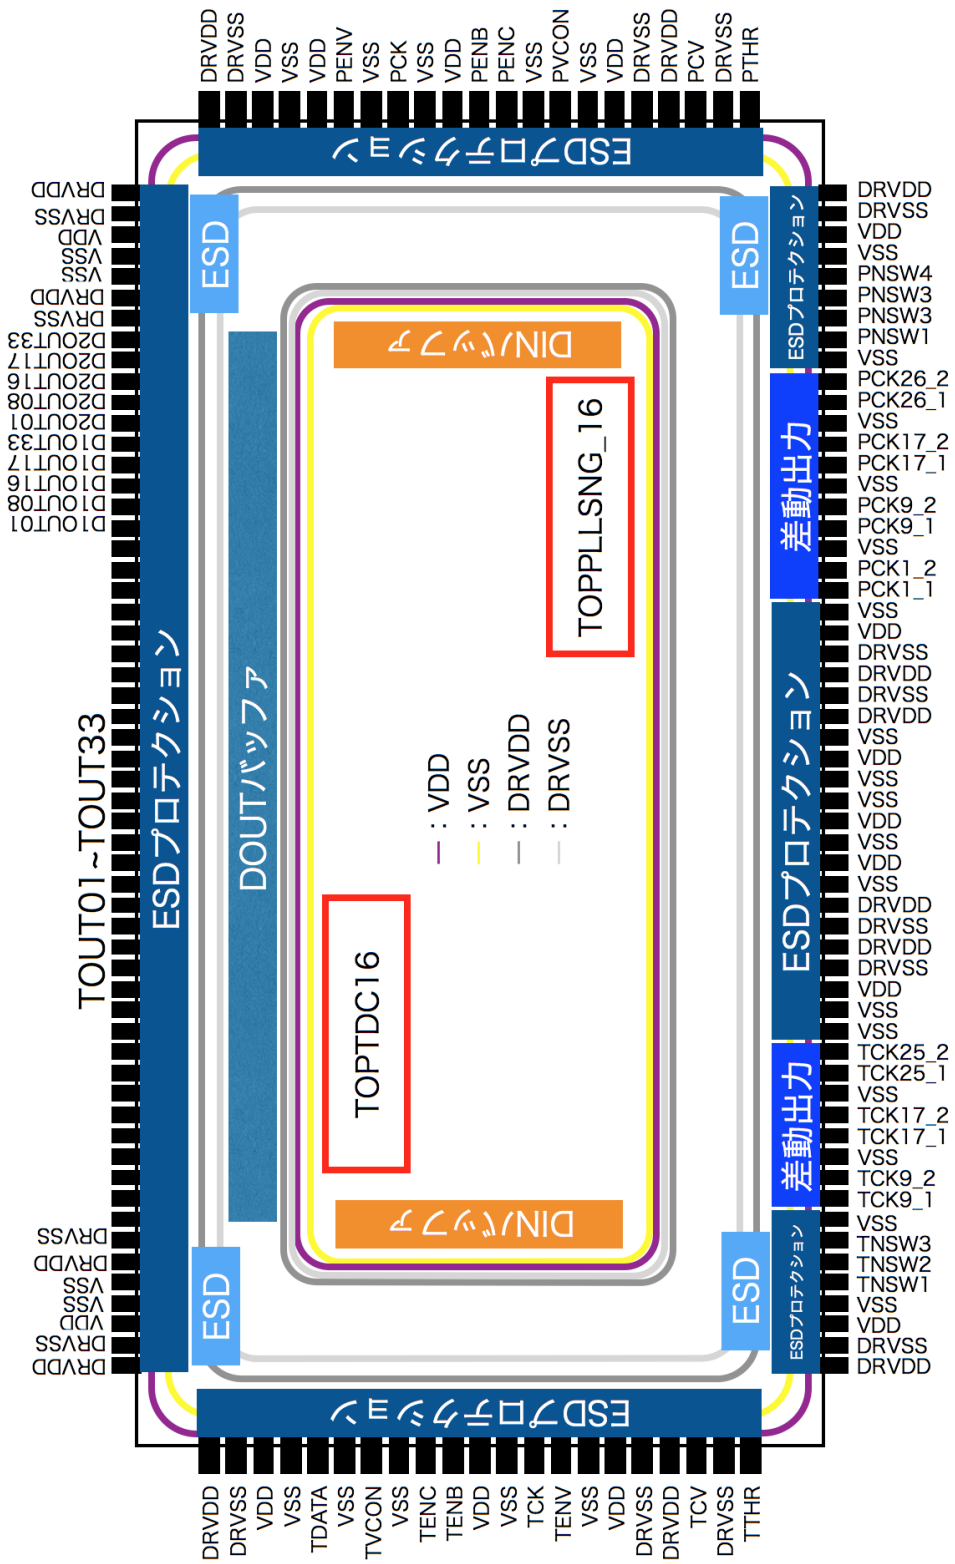 DRVDD
DRVSS
VDD
VSS
VDD
PENV
VSS
PCK
VSS
VDD
PENB
PENC
VSS
PVCON
VSS
VDD
DRVSS
DRVDD
PCV
DRVSS
PTHR
ESDプロテクション
DRVDD
DRVSS
VDD
VSS
VSS
DRVDD
DRVSS
D2OUT33
D2OUT17
D2OUT16
D2OUT08
D2OUT01
D1OUT33
D1OUT17
D1OUT16
D1OUT08
D1OUT01
TOUT01~TOUT33
DRVSS
DRVDD
VSS
VSS
VDD
DRVSS
DRVDD
ESDプロテクション
ESD
ESD
DOUTバッファ
DINバッファ
TOPPLLSNG_16
: VDD
: VSS
: DRVDD
: DRVSS
TOPTDC16
DINバッファ
ESD
ESD
ESDプロテクション
差動出力
ESDプロテクション
差動出力
ESDプロテクション
DRVDD
DRVSS
VDD
VSS
PNSW4
PNSW3
PNSW3
PNSW1
VSS
PCK26_2
PCK26_1
VSS
PCK17_2
PCK17_1
VSS
PCK9_2
PCK9_1
VSS
PCK1_2
PCK1_1
VSS
VDD
DRVSS
DRVDD
DRVSS
DRVDD
VSS
VDD
VSS
VSS
VDD
VSS
VDD
VSS
DRVDD
DRVSS
DRVDD
DRVSS
VDD
VSS
VSS
TCK25_2
TCK25_1
VSS
TCK17_2
TCK17_1
VSS
TCK9_2
TCK9_1
VSS
TNSW3
TNSW2
TNSW1
VSS
VDD
DRVSS
DRVDD
ESDプロテクション
DRVDD
DRVSS
VDD
VSS
TDATA
VSS
TVCON
VSS
TENC
TENB
VDD
VSS
TCK
TENV
VSS
VDD
DRVSS
DRVDD
TCV
DRVSS
TTHR